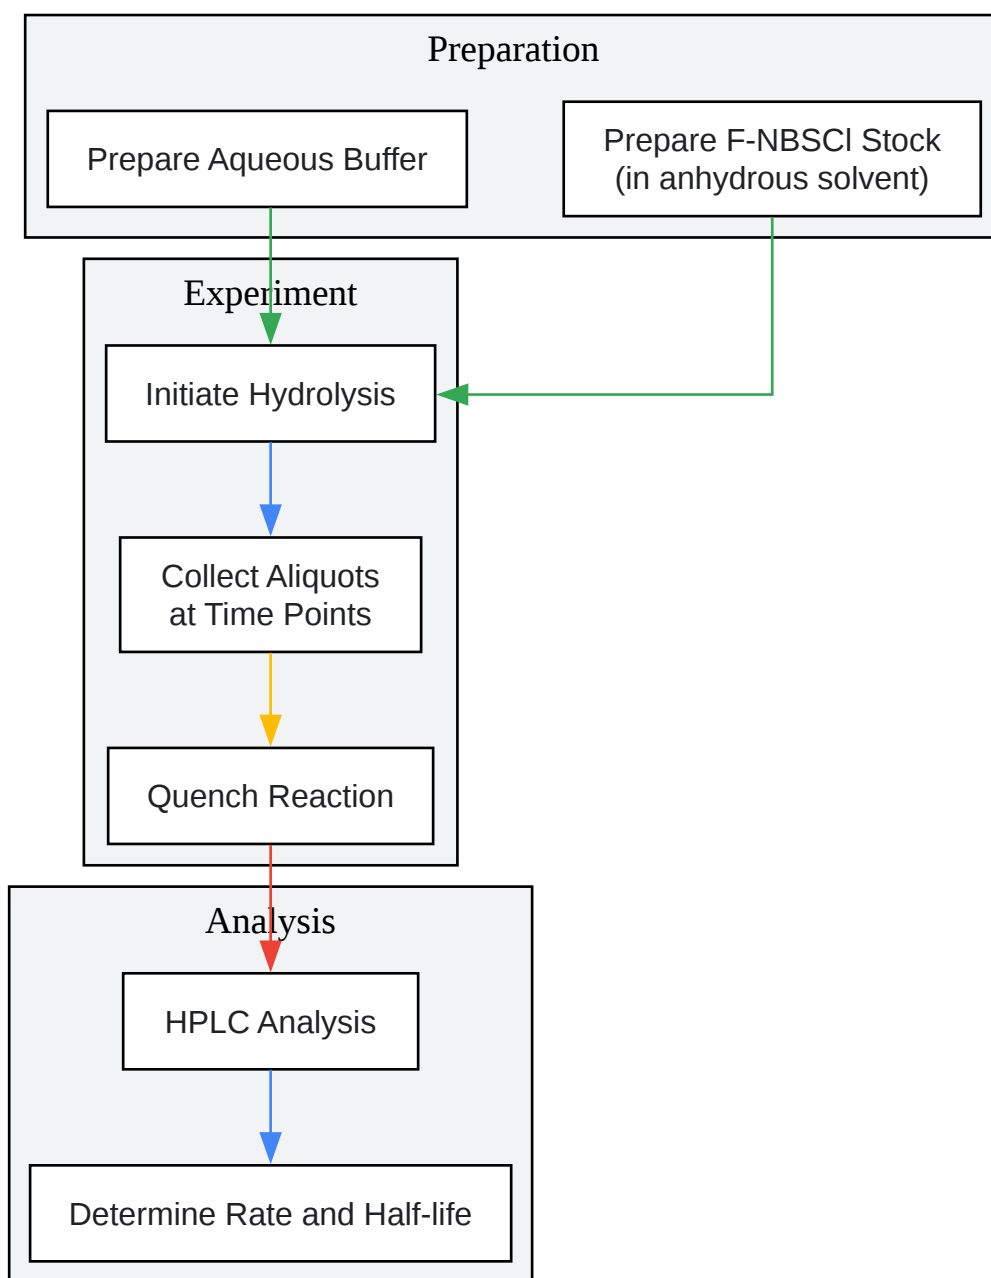 Preparation
Prepare Aqueous Buffer
Prepare F-NBSCl Stock
(in anhydrous solvent)
Experiment
Initiate Hydrolysis
Collect Aliquots
at Time Points
Quench Reaction
Analysis
HPLC Analysis
Determine Rate and Half-life